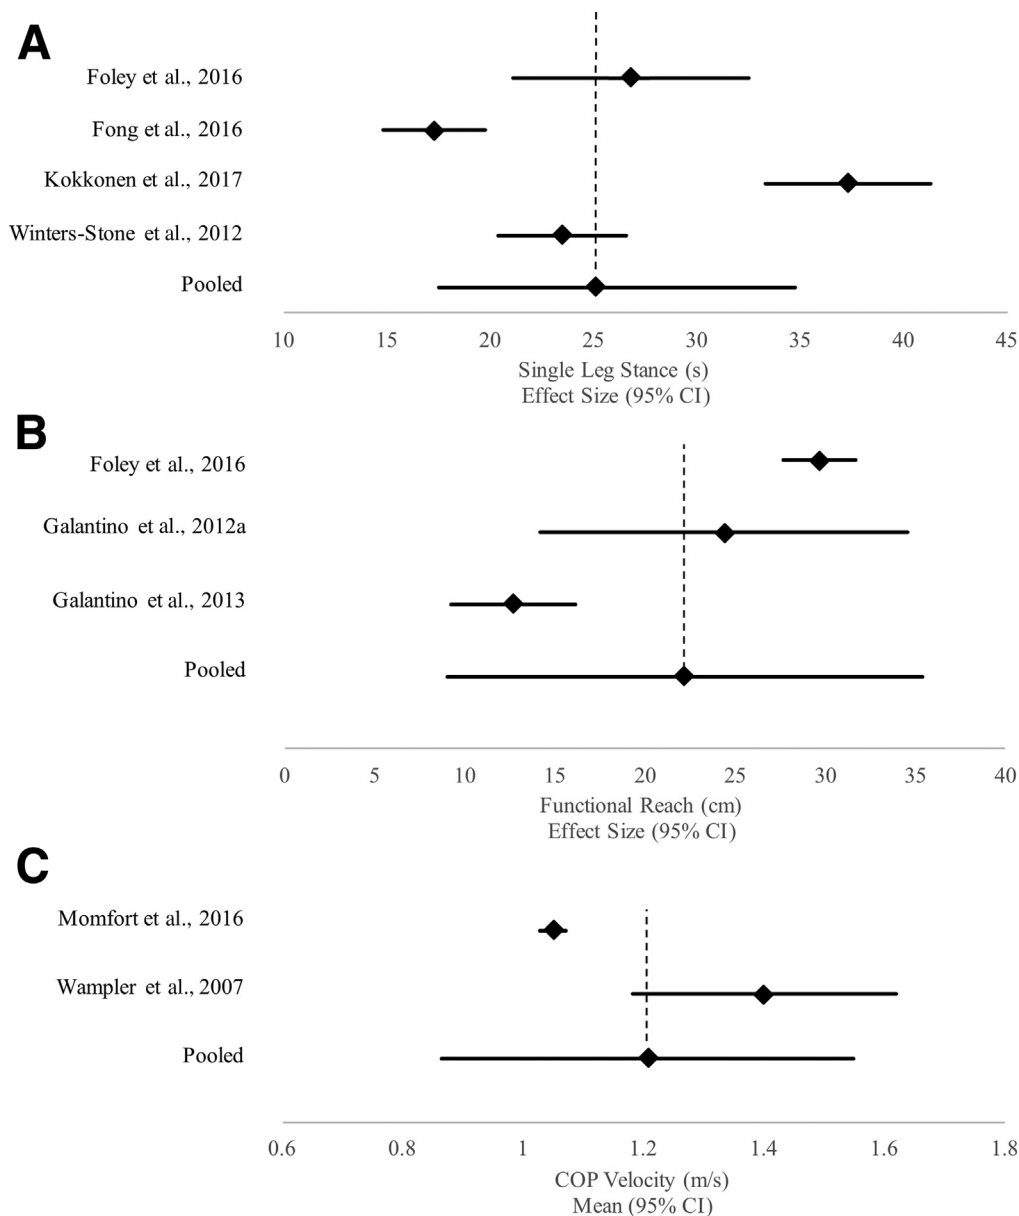 A
Foley et al., 2016
Fong et al., 2016
Kokkonen et al., 2017
Winters-Stone et al., 2012
Pooled
10 15 20 25 30 35 40 45
Single Leg Stance (s)
Effect Size (95% CI)
B
Foley et al., 2016
Galantino et al., 2012a
Galantino et al., 2013
Pooled
0 5 10 15 20 25 30 35 40
Functional Reach (cm)
Effect Size (95% CI)
C
Momfort et al., 2016
Wampler et al., 2007
Pooled
0.6 0.8 1 1.2 1.4 1.6 1.8
COP Velocity (m/s)
Mean (95% CI)